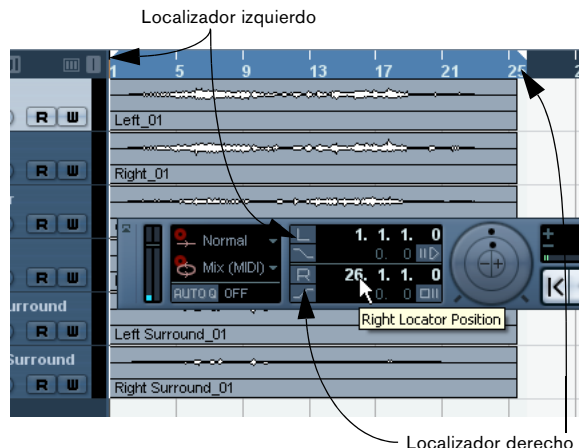 Localizador izquierdo
1 5 9 13 17 21 25
R W
Left_01
R W
Right_01
R W
Normal
L 1. 1. 1. 0
0. 0
Mix (MIDI)
R 26. 1. 1. 0
0. 0
AUTO Q OFF
R W
Right Locator Position
urround
R W
Left Surround_01
Surround
R W
Right Surround_01
Localizador derecho